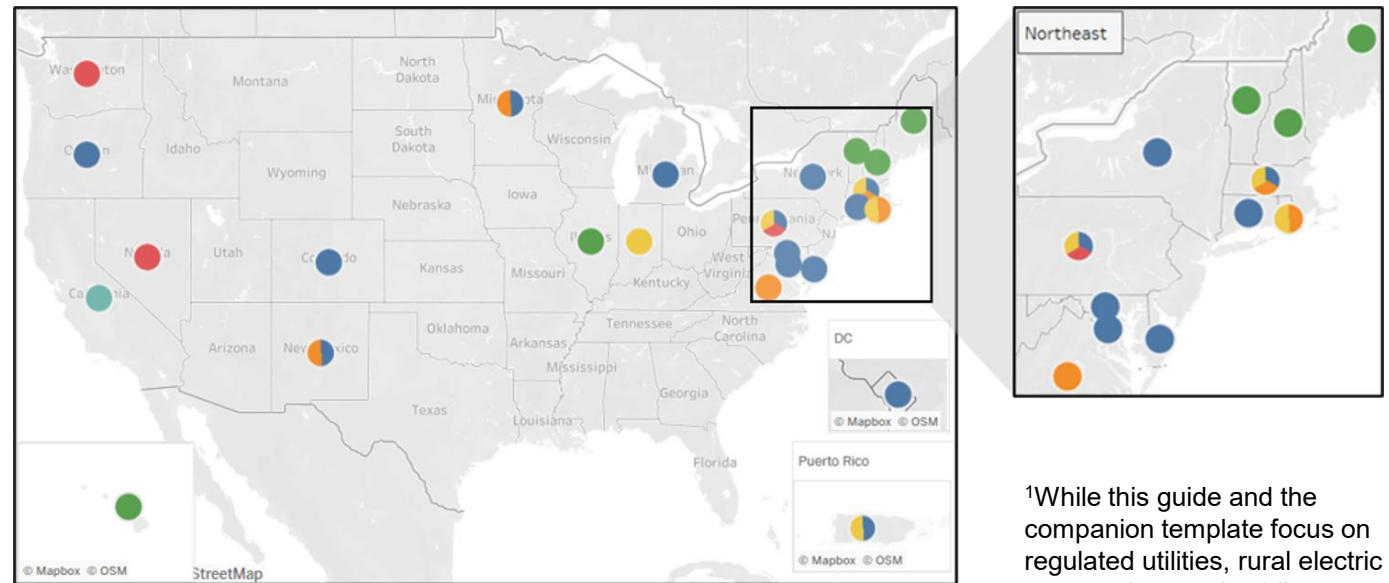 Northeast
Montana
North
Dakota
Wisconsin
South
Dakota
Idaho
Wyoming
Iowa
Nebraska
Ohio
NJ
Utah
West
Virginia
Kansas
Missouri
Kentucky
Oklahoma
Tennessee
North
Carolina
Arizona
Arkansas
Mississippi
Georgia
Texas
Louisiana
Florida
DC
© Mapbox © OSM
Puerto Rico
© Mapbox © OSM
© Mapbox © OSM
StreetMap
1While this guide and the
companion template focus on
regulated utilities, rural electric